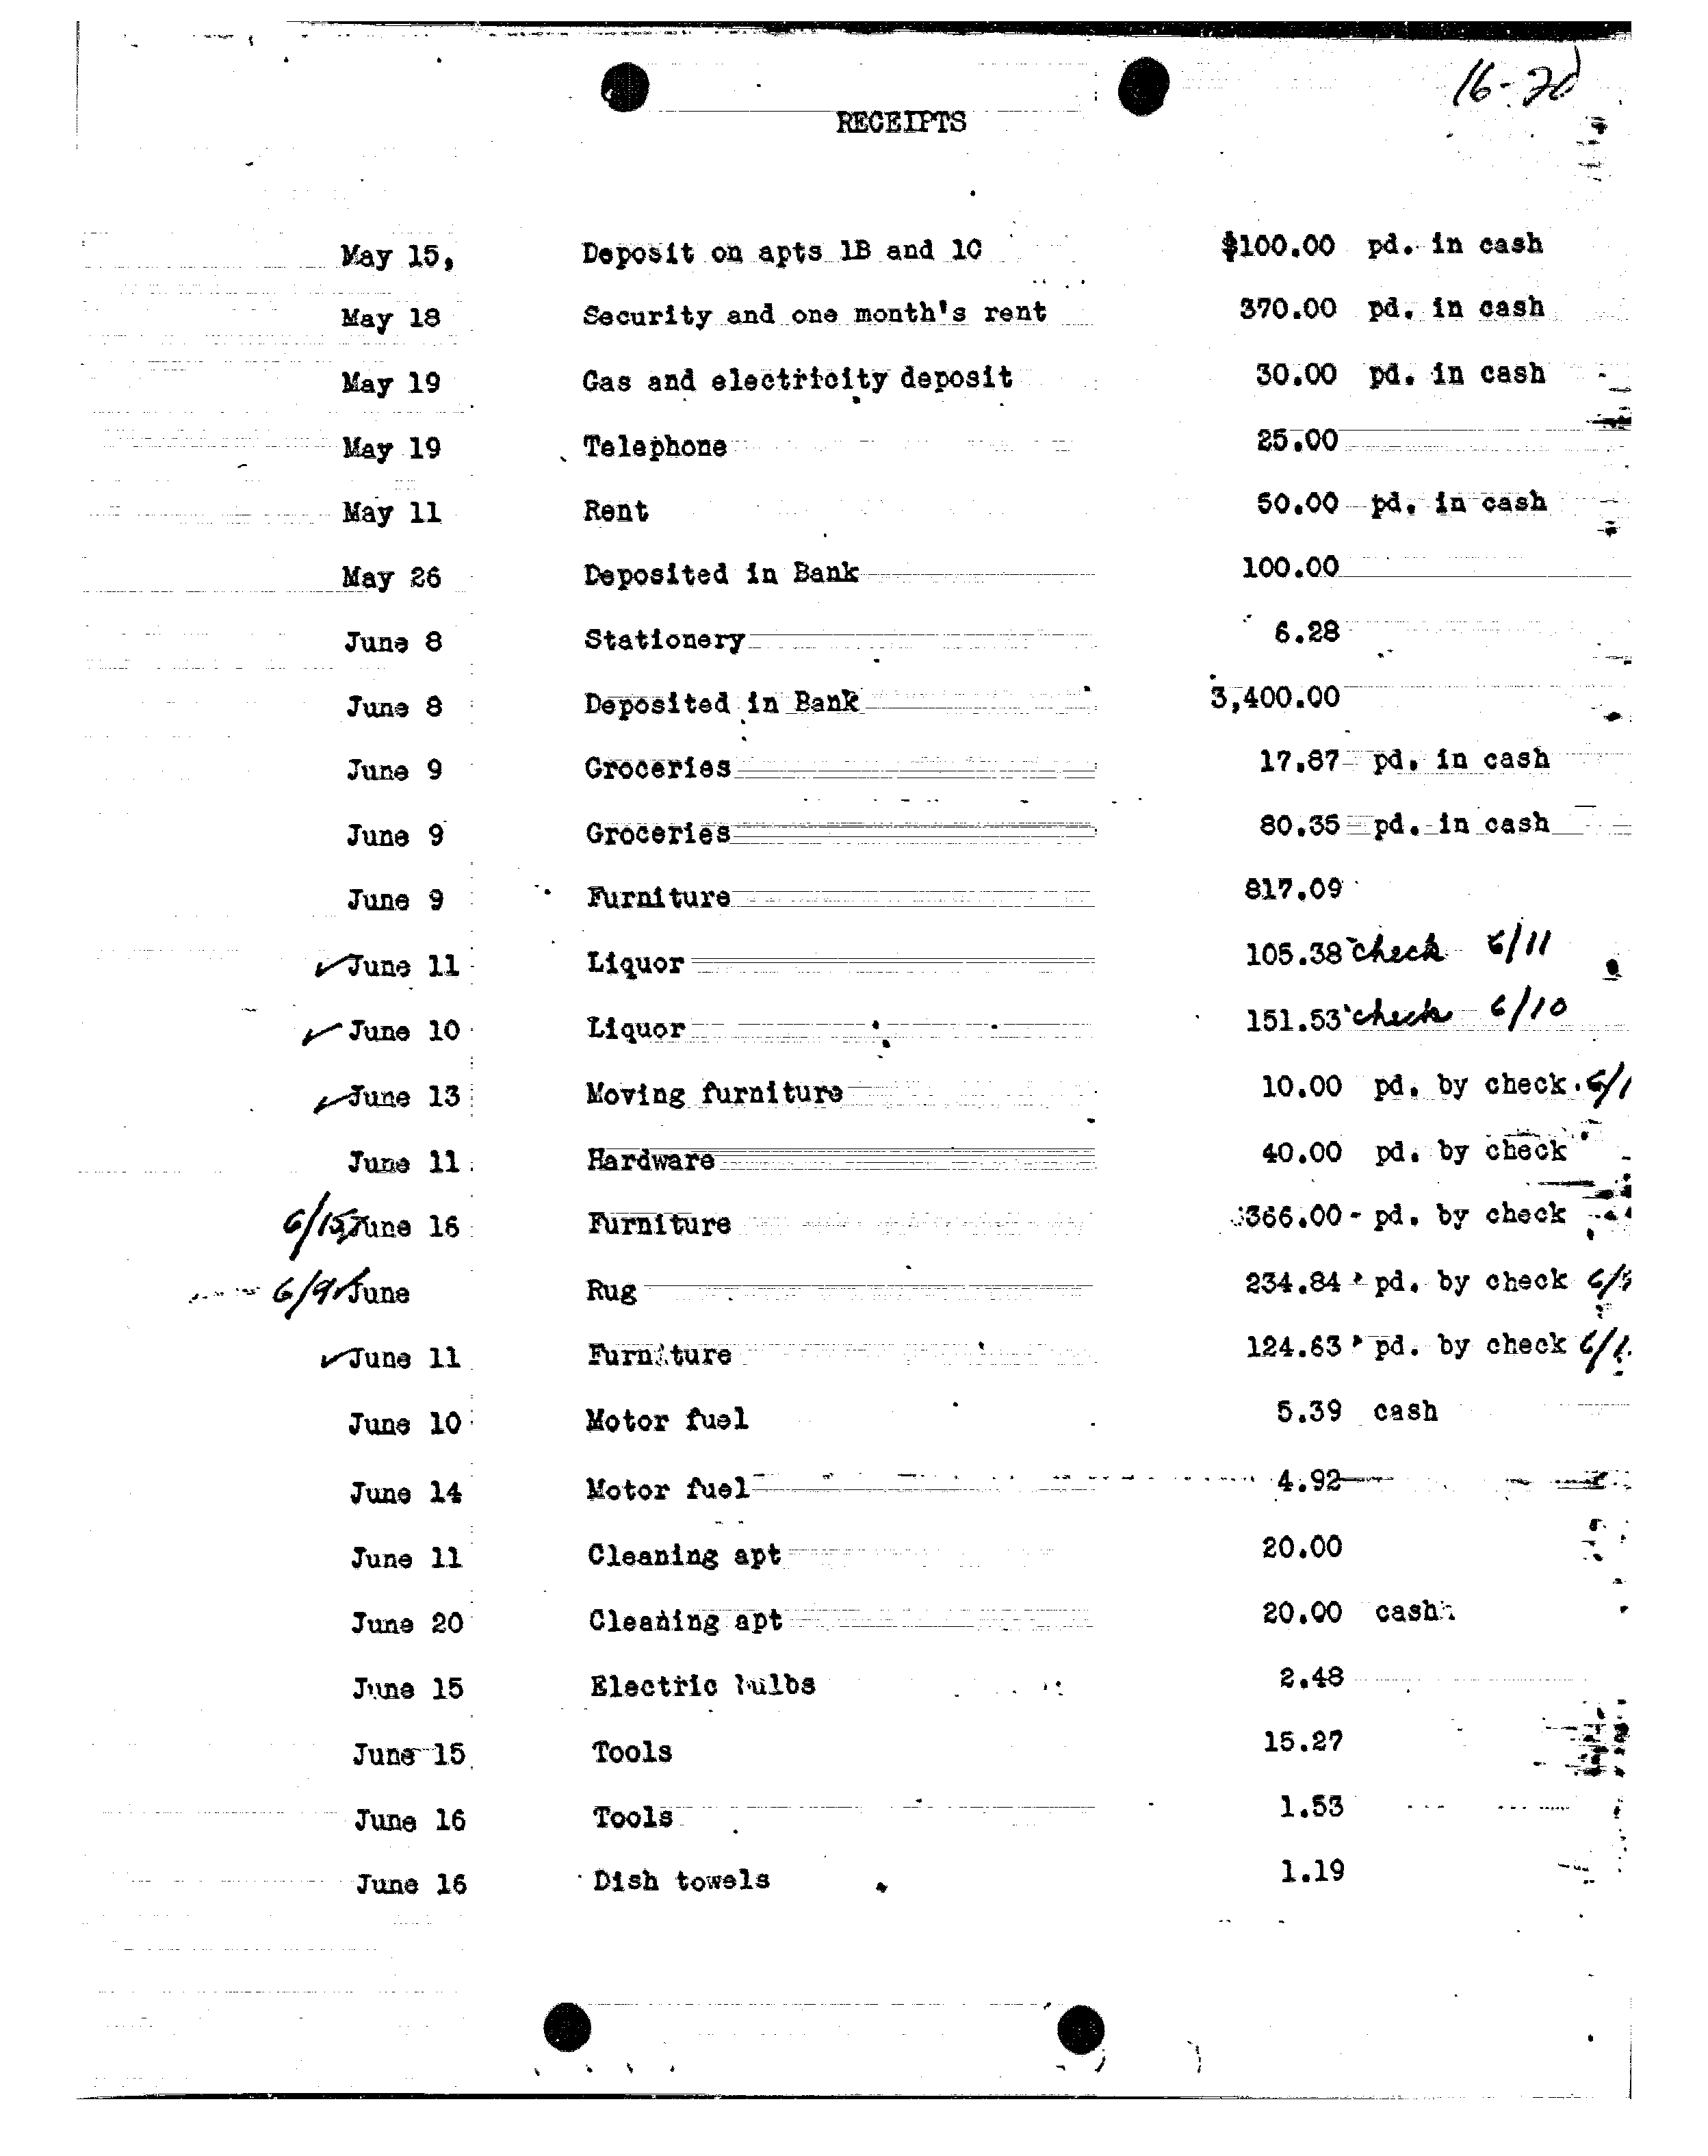 16-20
RECEIPTS
May 15, Deposit on apts 1B and 1C $100.00 pd. in cash
May 18 Security and one month's rent 370.00 pd. in cash
May 19 Gas and electricity deposit 30.00 pd. in cash
May 19 Telephone 25.00
May 11 Rent 50.00 pd. in cash
May 26 Deposited in Bank 100.00
June 8 Stationery 6.28
June 8 Deposited in Bank 3,400.00
June 9 Groceries 17.87 pd. in cash
June 9 Groceries 80.35 pd. in cash
June 9 Furniture 817.09
✓June 11 Liquor 105.38 check 6/11
✓June 10 Liquor 151.53 check 6/10
✓June 13 Moving furniture 10.00 pd. by check.
June 11 Hardware 40.00 pd. by check
6/15 June 16 Furniture 366.00 - pd. by check
6/9 ✓June Rug 234.84 pd. by check
✓June 11 Furniture 124.63 pd. by check
June 10 Motor fuel 5.39 cash
June 14 Motor fuel 4.92
June 11 Cleaning apt 20.00
June 20 Cleaning apt 20.00 cash
June 15 Electric bulbs 2.48
June 15 Tools 15.27
June 16 Tools 1.53
June 16 Dish towels 1.19